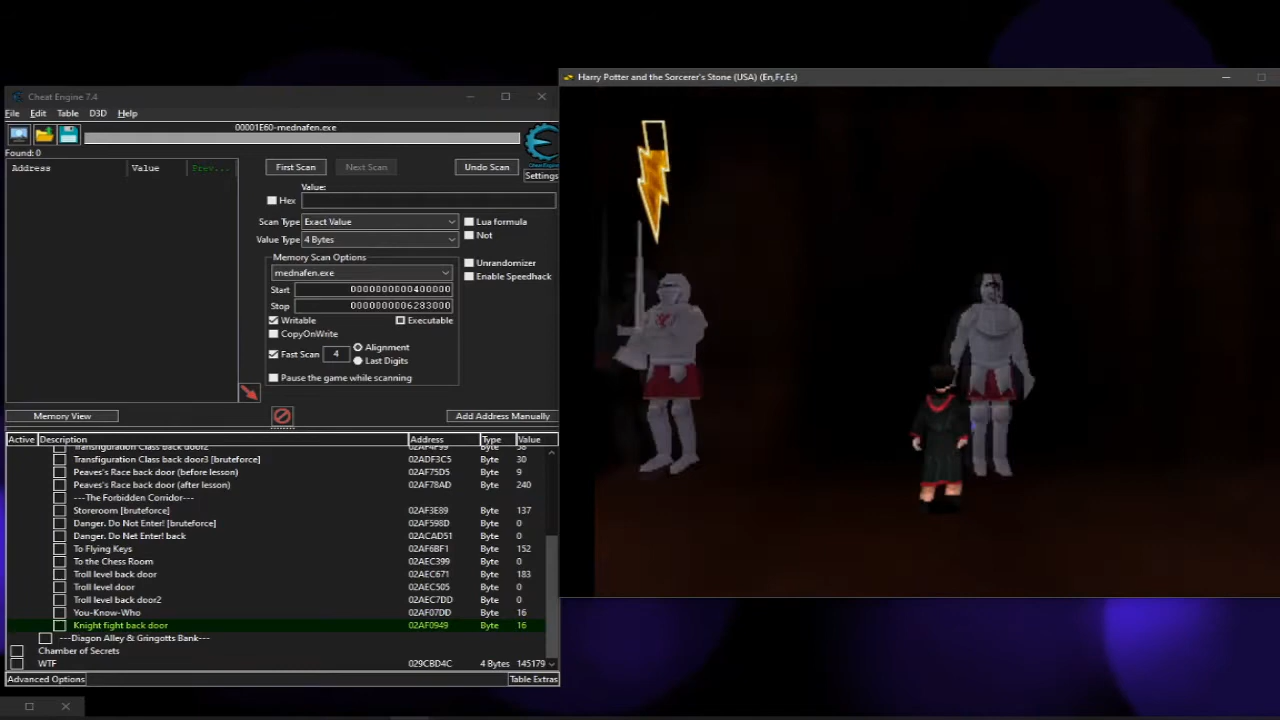 Harry Potter and the Sorcerer's Stone (USA) (En,Fr,Es)
Cheat Engine 7.4
File Edit Table D3D Help
00001E60-mednafen.exe
Found: 0
Address Value Prev...
First Scan Next Scan Undo Scan
Cheat Engine
Settings
Value:
Hex
Scan Type Exact Value Lua formula
Not
Value Type 4 Bytes
Memory Scan Options
mednafen.exe
Unrandomizer
Enable Speedhack
Start 0000000000400000
Stop 0000000006283000
Writable Executable
CopyOnWrite
Fast Scan 4 Alignment
Last Digits
Pause the game while scanning
Memory View Add Address Manually
Active Description Address Type Value
Transfiguration Class back door2 02AF4F99 Byte 58
Transfiguration Class back door3 [bruteforce] 02ADF3C5 Byte 30
Peaves's Race back door (before lesson) 02AF75D5 Byte 9
Peaves's Race back door (after lesson) 02AF78AD Byte 240
---The Forbidden Corridor---
Storeroom [bruteforce] 02AF3E89 Byte 137
Danger. Do Not Enter! [bruteforce] 02AF598D Byte 0
Danger. Do Net Enter! back 02ACAD51 Byte 0
To Flying Keys 02AF6BF1 Byte 152
To the Chess Room 02AEC399 Byte 0
Troll level back door 02AEC671 Byte 183
Troll level door 02AEC505 Byte 0
Troll level back door2 02AEC7DD Byte 0
You-Know-Who 02AF07DD Byte 16
Knight fight back door 02AF0949 Byte 16
---Diagon Alley & Gringotts Bank---
Chamber of Secrets
WTF 029CBD4C 4 Bytes 145179
Advanced Options Table Extras